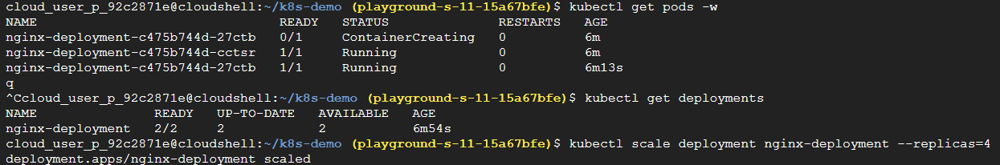 cloud_user_p_92c2871e@cloudshell:~/k8s-demo (playground-s-11-15a67bfe)$ kubectl get pods -w
NAME                               READY   STATUS              RESTARTS   AGE
nginx-deployment-c475b744d-27ctb   0/1     ContainerCreating   0          6m
nginx-deployment-c475b744d-cctsr   1/1     Running             0          6m
nginx-deployment-c475b744d-27ctb   1/1     Running             0          6m13s
q
^Ccloud_user_p_92c2871e@cloudshell:~/k8s-demo (playground-s-11-15a67bfe)$ kubectl get deployments
NAME               READY   UP-TO-DATE   AVAILABLE   AGE
nginx-deployment   2/2     2            2           6m54s
cloud_user_p_92c2871e@cloudshell:~/k8s-demo (playground-s-11-15a67bfe)$ kubectl scale deployment nginx-deployment --replicas=4
deployment.apps/nginx-deployment scaled